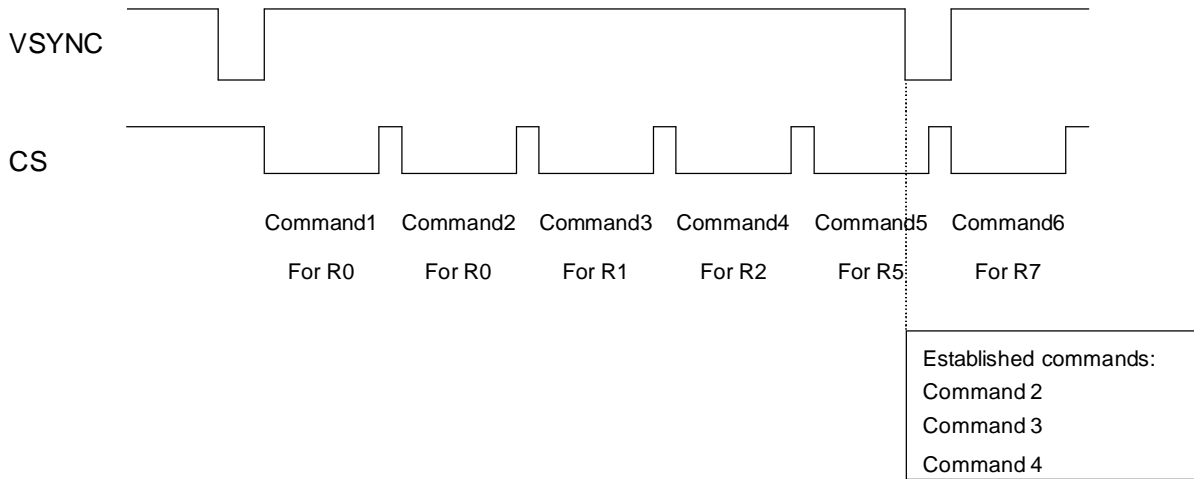 VSYNC
CS
Command1 Command2 Command3 Command4 Command5 Command6
For R0 For R0 For R1 For R2 For R5 For R7
Established commands:
Command 2
Command 3
Command 4